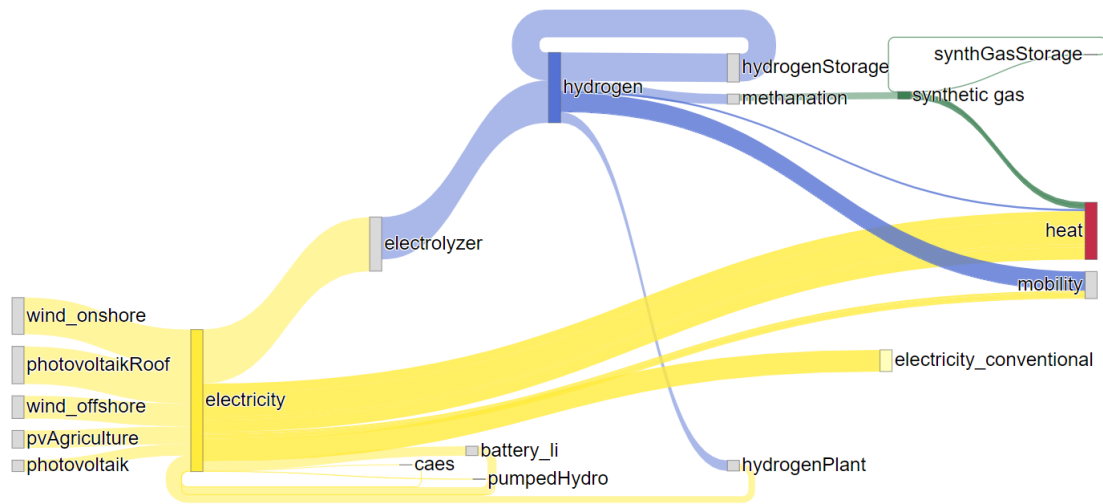 synthGasStorage
hydrogenStorage
hydrogen
methanation
synthetic gas
heat
electrolyzer
mobility
wind_onshore
photovoltaikRoof
electricity_conventional
electricity
wind_offshore
pvAgriculture
battery_li
photovoltaik
caes
hydrogenPlant
pumpedHydro